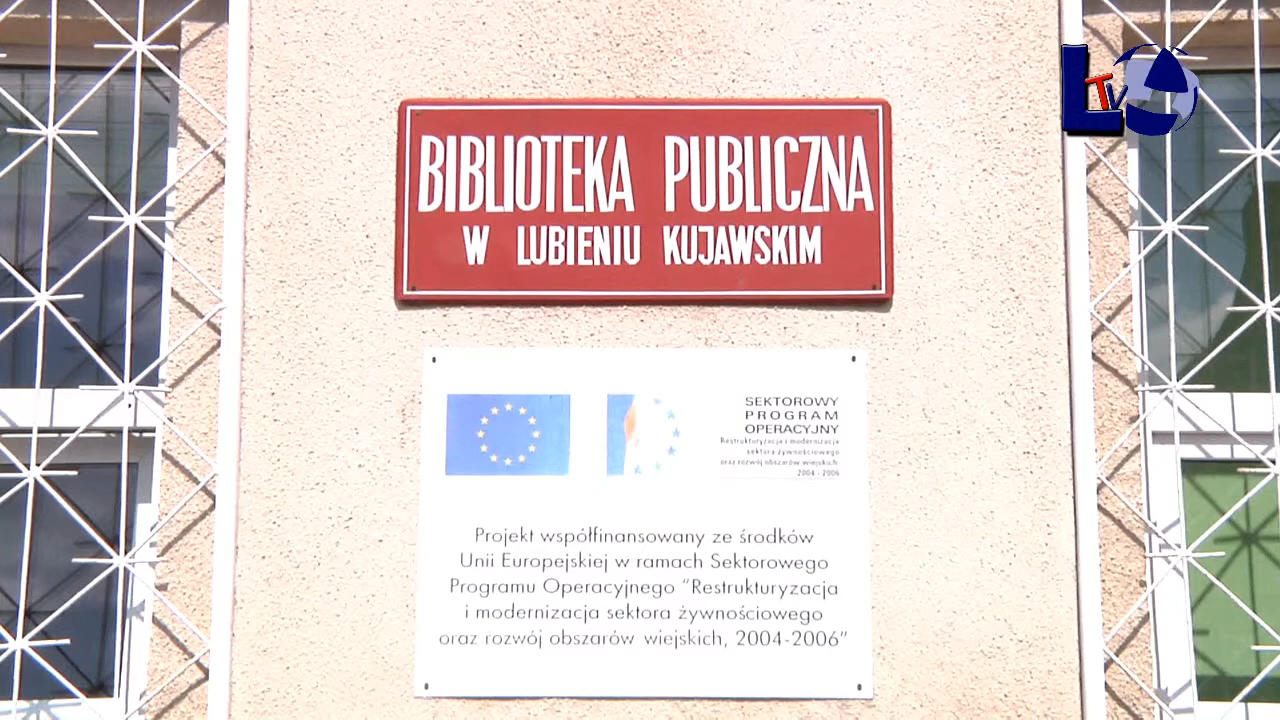 LTV
BIBLIOTEKA PUBLICZNA
W LUBIENIU KUJAWSKIM
SEKTOROWY
PROGRAM
OPERACYJNY
Restrukturyzacja i modernizacja
sektora żywnościowego
oraz rozwój obszarów wiejskich
2004 - 2006
Projekt współfinansowany ze środków
Unii Europejskiej w ramach Sektorowego
Programu Operacyjnego “Restrukturyzacja
i modernizacja sektora żywnościowego
oraz rozwój obszarów wiejskich, 2004-2006”